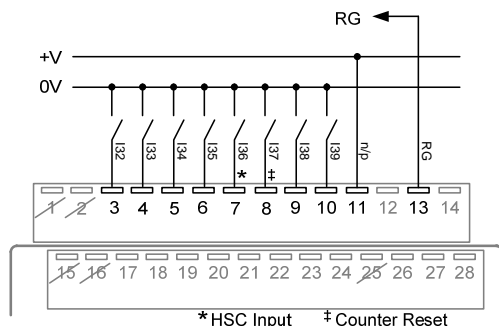 RG
+V
0V
I32 I33 I34 I35 I36 I37 I38 I39 n/p RG
* ‡
1 2 3 4 5 6 7 8 9 10 11 12 13 14
15 16 17 18 19 20 21 22 23 24 25 26 27 28
* HSC Input ‡ Counter Reset